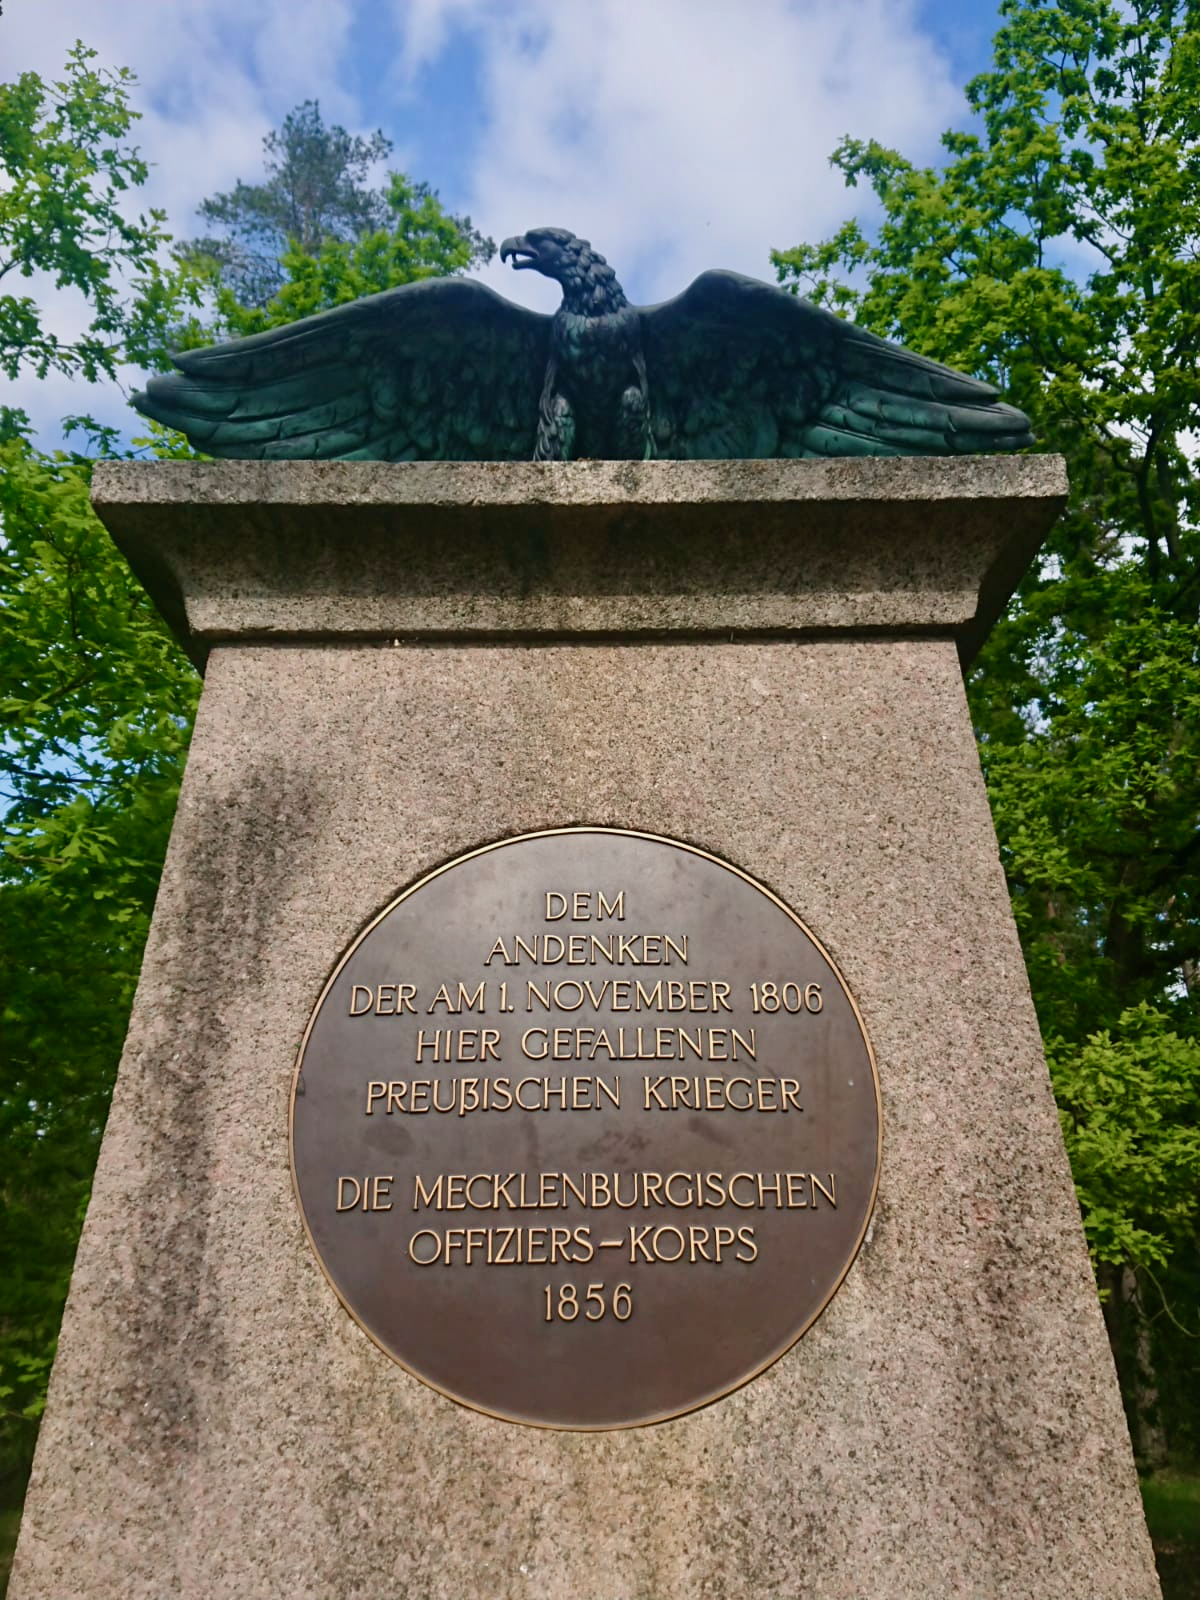 DEM
ANDENKEN
DER AM 1. NOVEMBER 1806
HIER GEFALLENEN
PREUßISCHEN KRIEGER
DIE MECKLENBURGISCHEN
OFFIZIERS-KORPS
1856